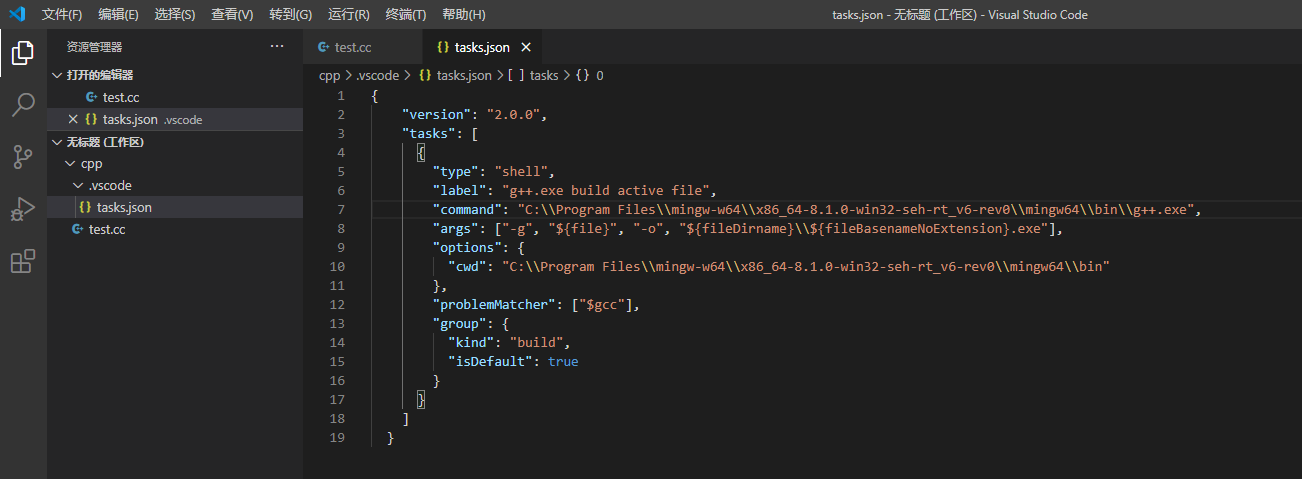 文件(F) 编辑(E) 选择(S) 查看(V) 转到(G) 运行(R) 终端(T) 帮助(H) tasks.json - 无标题 (工作区) - Visual Studio Code
资源管理器 ···
打开的编辑器
test.cc
tasks.json .vscode
无标题 (工作区)
cpp
.vscode
{} tasks.json
test.cc
test.cc {} tasks.json
cpp > .vscode > {} tasks.json > [ ] tasks > {} 0
1 {
2 "version": "2.0.0",
3 "tasks": [
4 {
5 "type": "shell",
6 "label": "g++.exe build active file",
7 "command": "C:\\Program Files\\mingw-w64\\x86_64-8.1.0-win32-seh-rt_v6-rev0\\mingw64\\bin\\g++.exe",
8 "args": ["-g", "${file}", "-o", "${fileDirname}\\${fileBasenameNoExtension}.exe"],
9 "options": {
10 "cwd": "C:\\Program Files\\mingw-w64\\x86_64-8.1.0-win32-seh-rt_v6-rev0\\mingw64\\bin"
11 },
12 "problemMatcher": ["$gcc"],
13 "group": {
14 "kind": "build",
15 "isDefault": true
16 }
17 }
18 ]
19 }